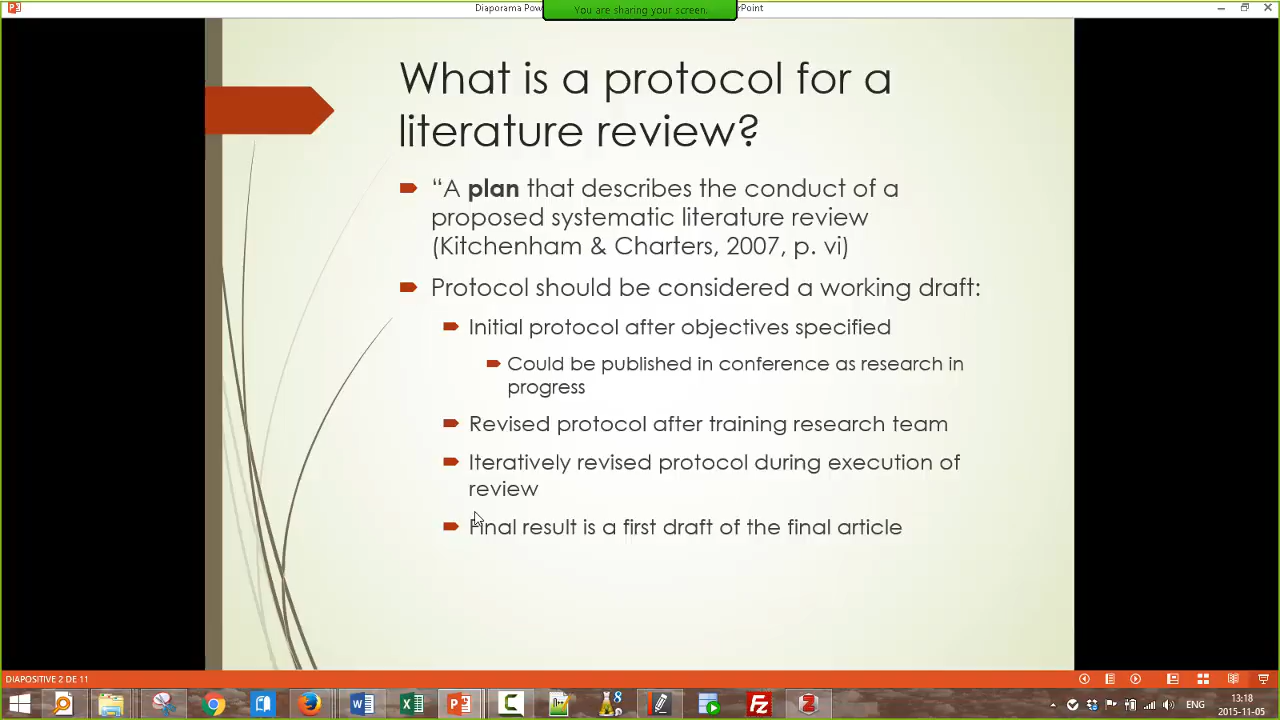 Diaporama Pow
You are sharing your screen.
Point
What is a protocol for a
literature review?
“A plan that describes the conduct of a
proposed systematic literature review
(Kitchenham & Charters, 2007, p. vi)
Protocol should be considered a working draft:
Initial protocol after objectives specified
Could be published in conference as research in
progress
Revised protocol after training research team
Iteratively revised protocol during execution of
review
Final result is a first draft of the final article
DIAPOSITIVE 2 DE 11
ENG
13:18
2015-11-05